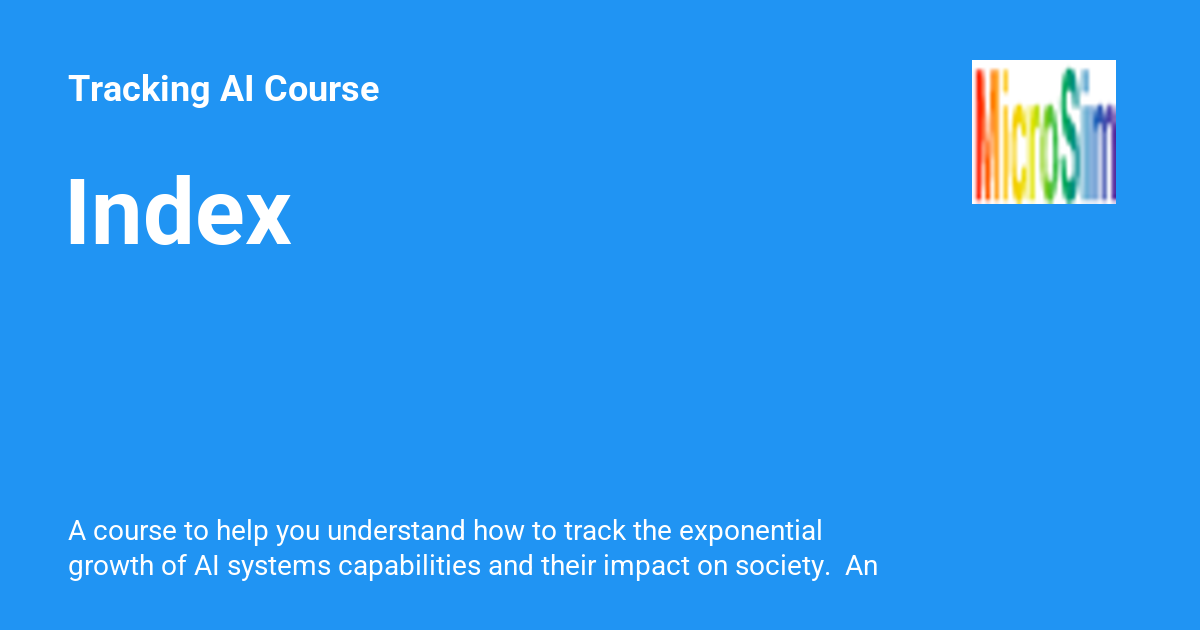 Tracking AI Course
MicroSim
Index
A course to help you understand how to track the exponential
growth of AI systems capabilities and their impact on society.  An